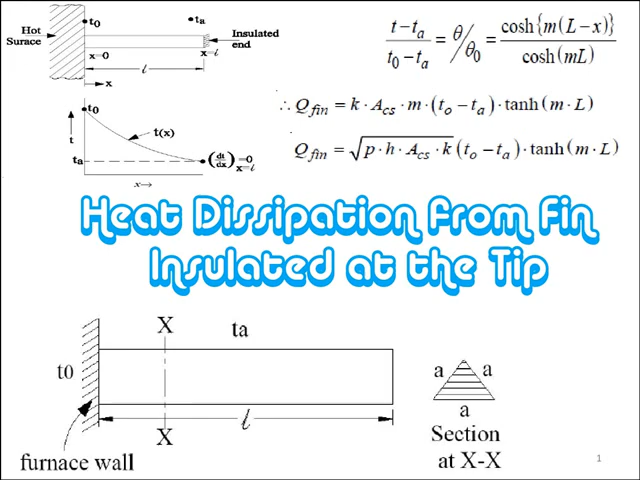 t0
ta
Hot
Surace
Insulated
end
x=0
x=l
l
x
t0
t
t(x)
ta
(dt/dx)x=l=0
x→
(t−ta)/(t0−ta) = θ/θ0 = cosh{m(L−x)}/cosh(mL)
∴ Qfin = k · Acs · m · (to − ta) · tanh(m · L)
Qfin = √(p · h · Acs · k) (to − ta) · tanh(m · L)
Heat Dissipation from Fin
Insulated at the Tip
X
ta
t0
l
X
furnace wall
a a
a
Section
at X-X
1